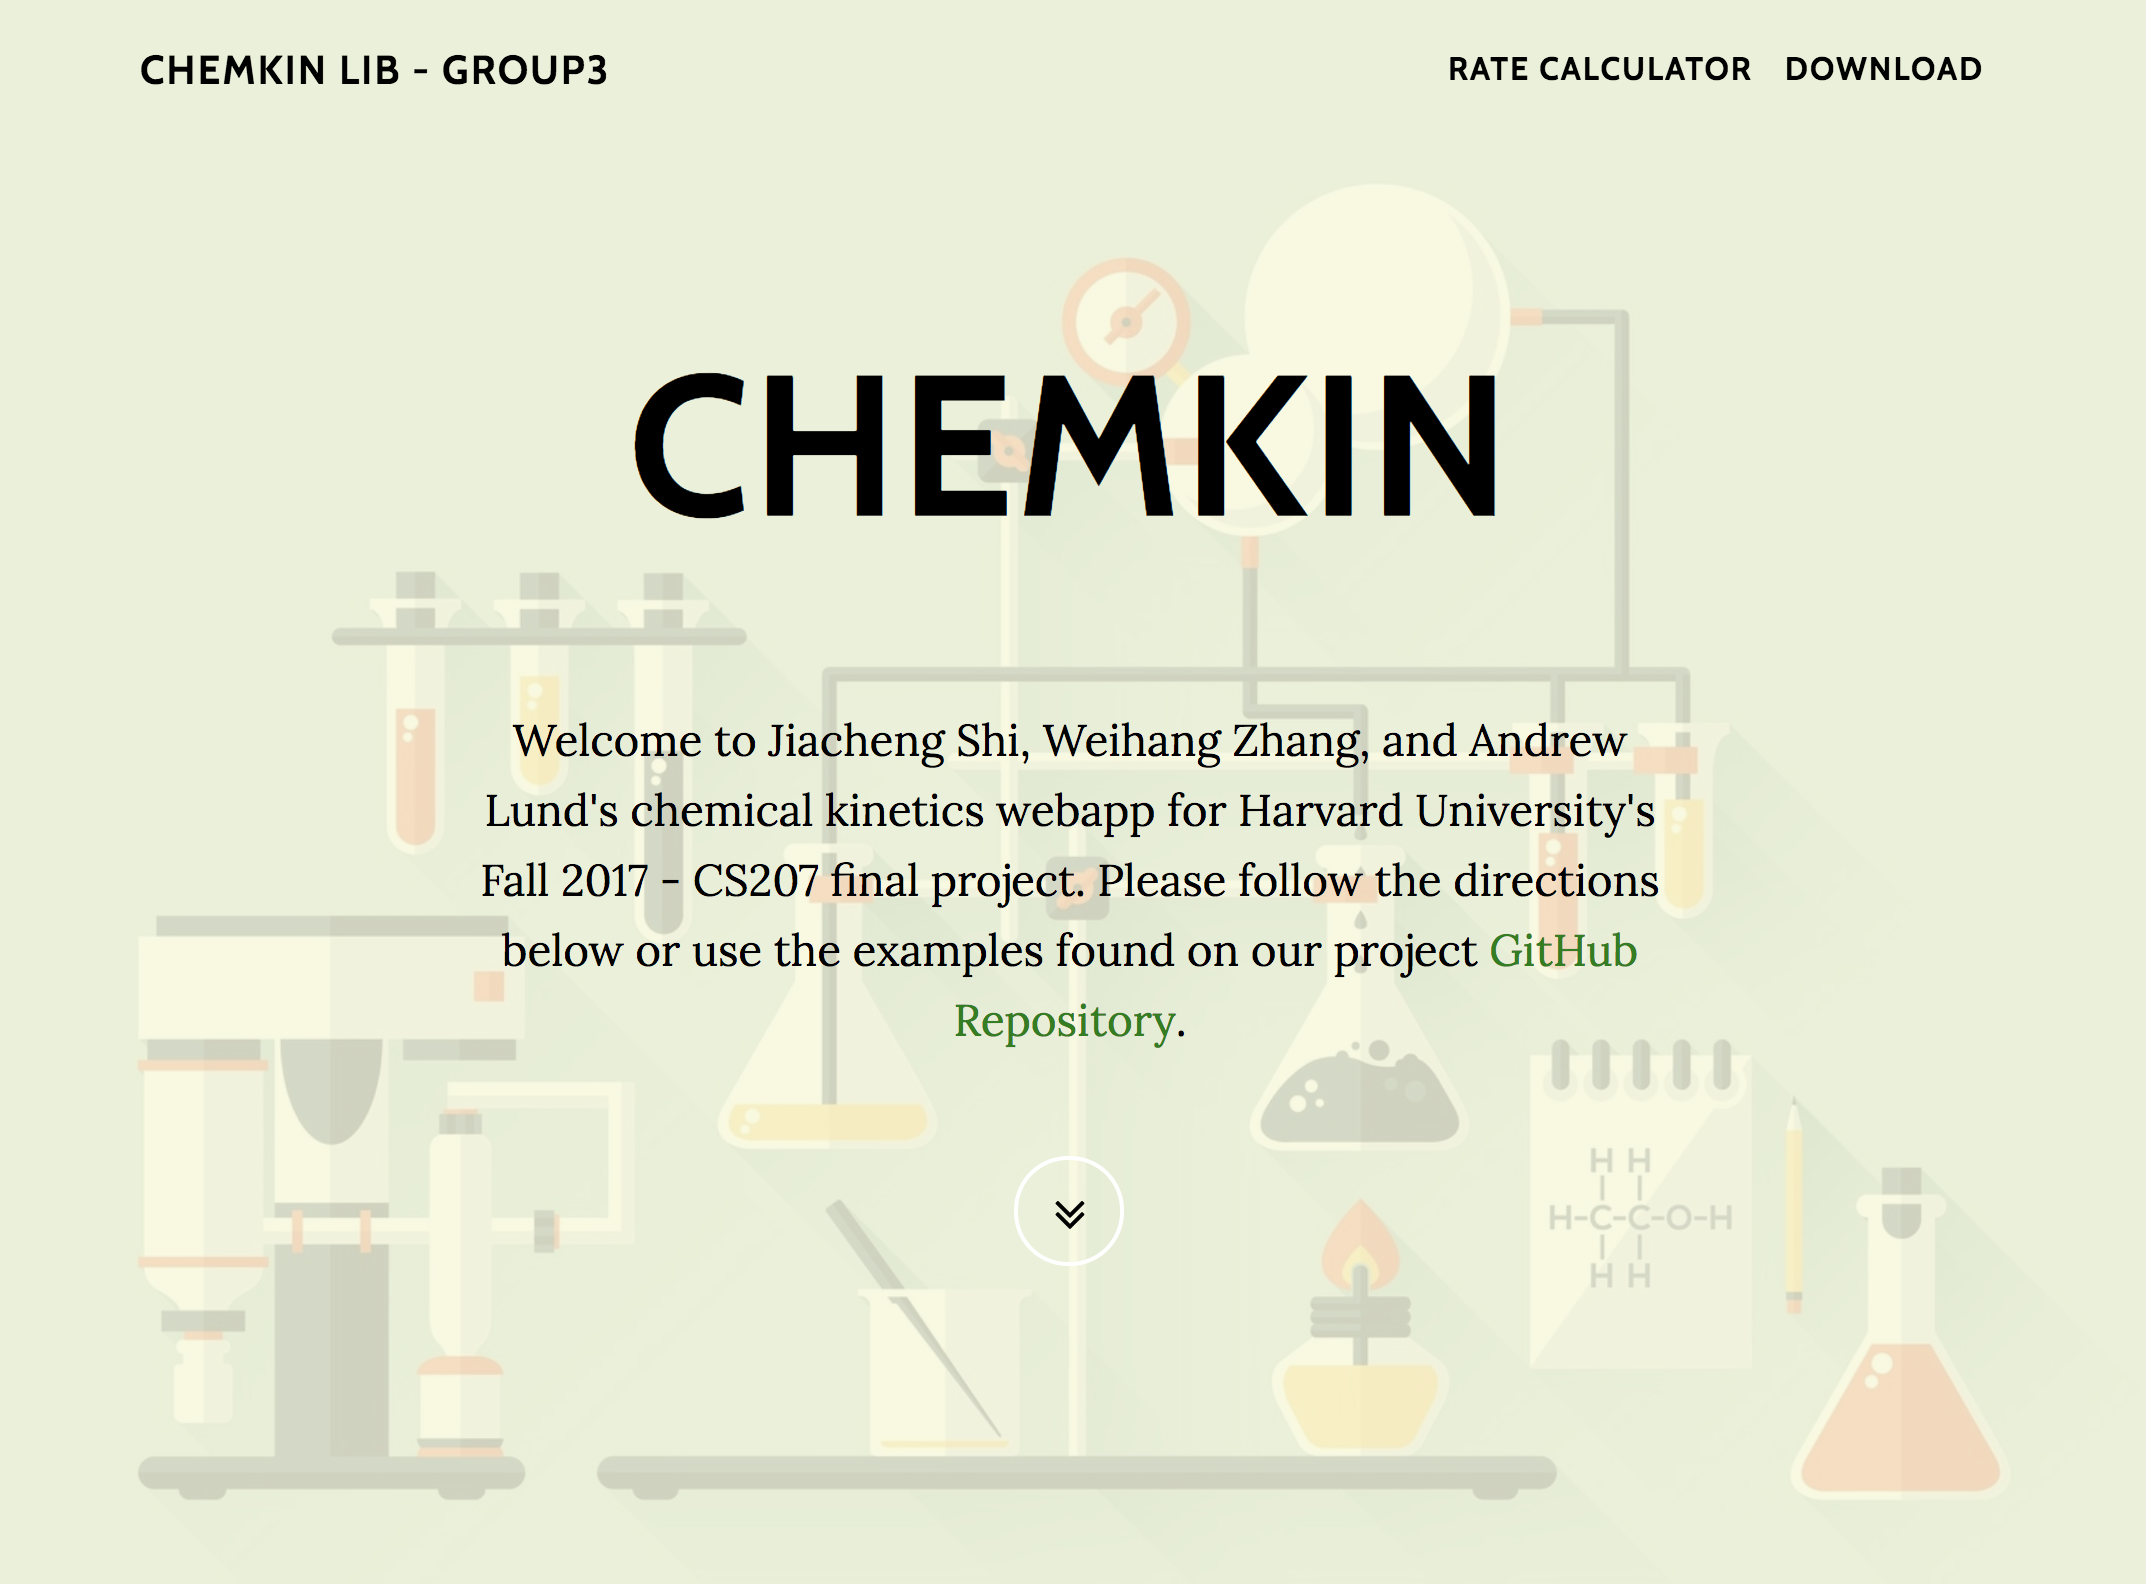 CHEMKIN LIB - GROUP3
RATE CALCULATOR DOWNLOAD
CHEMKIN
Welcome to Jiacheng Shi, Weihang Zhang, and Andrew
Lund's chemical kinetics webapp for Harvard University's
Fall 2017 - CS207 final project. Please follow the directions
below or use the examples found on our project GitHub
Repository.
H H
H-C-C-O-H
H H